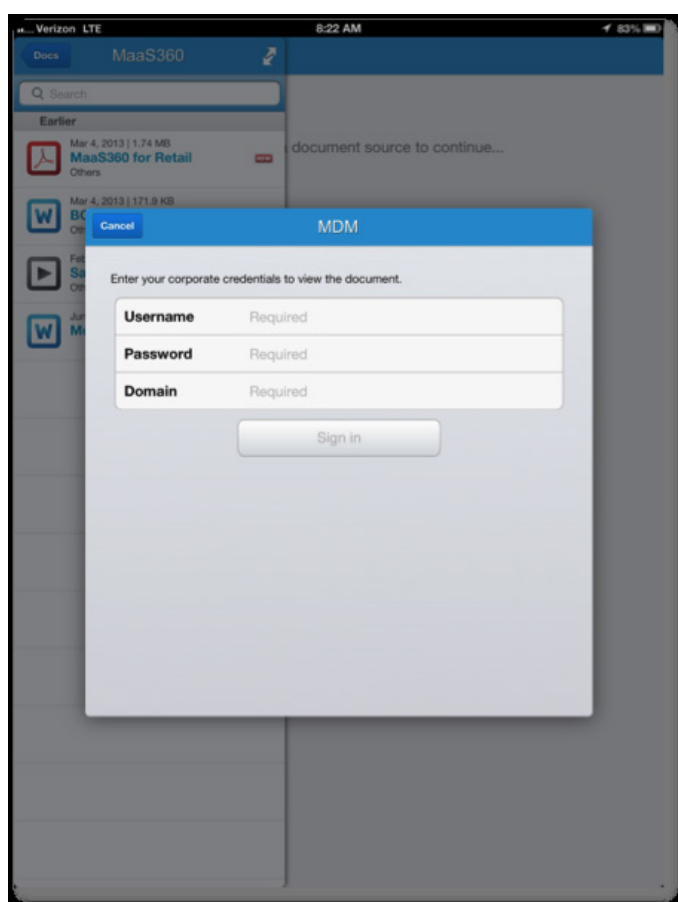 Verizon LTE 8:22 AM 83%
Docs MaaS360
Search
Earlier
Mar 4, 2013 | 1.74 MB
MaaS360 for Retail
Others
document source to continue...
Mar 4, 2013 | 171.9 KB
Cancel MDM
Enter your corporate credentials to view the document.
Username Required
Password Required
Domain Required
Sign in